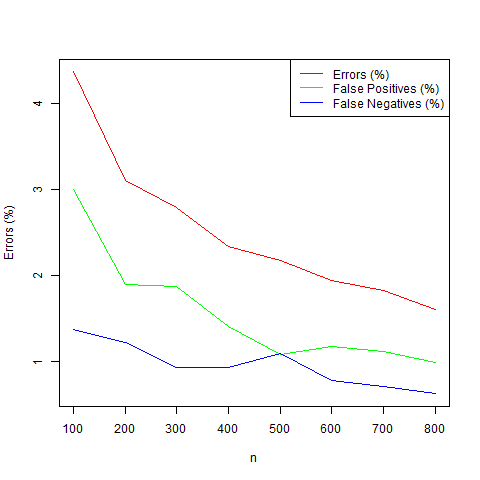 Errors (%)
False Positives (%)
False Negatives (%)
4
3
2
1
Errors (%)
100 200 300 400 500 600 700 800
n